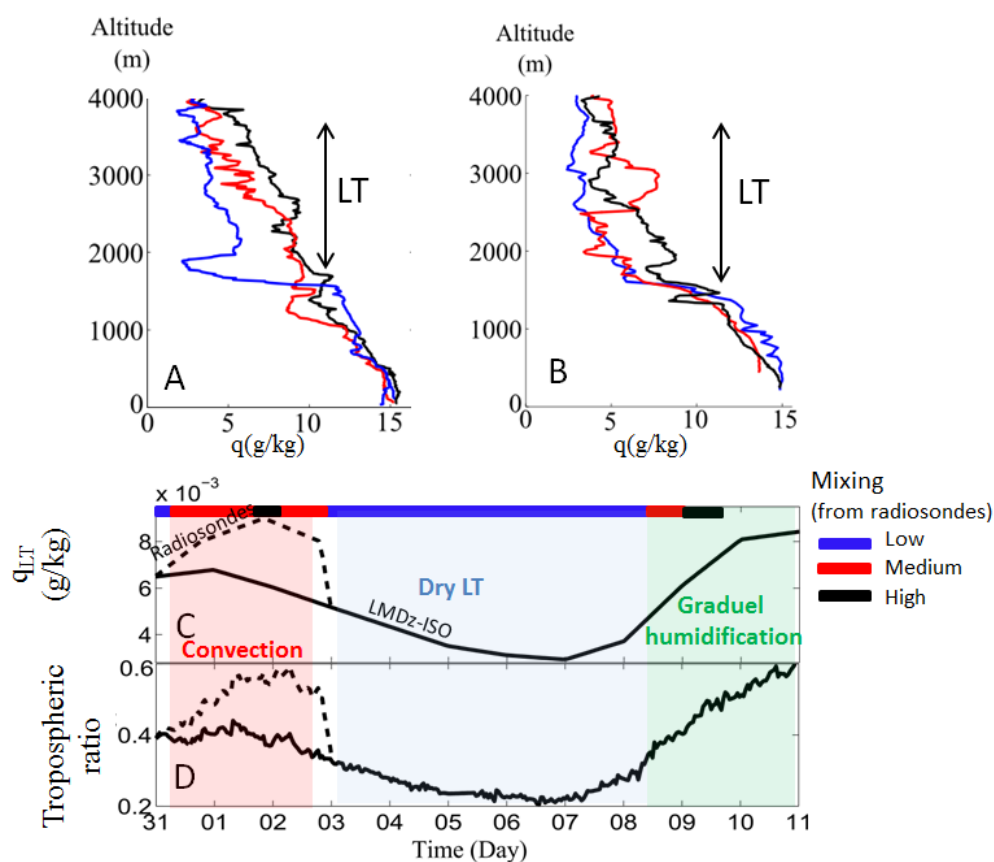 Altitude
(m)
4000
3000
2000
1000
0
LT
A
0
5
10
15
q(g/kg)
Altitude
(m)
4000
3000
2000
1000
0
LT
B
0
5
10
15
q(g/kg)
x 10⁻³
8
6
4
q_LT
(g/kg)
Radiosondes
LMDz-ISO
C
Convection
Dry LT
Graduel
humidification
Mixing
(from radiosondes)
Low
Medium
High
0.6
0.4
0.2
Tropospheric
ratio
D
31
01
02
03
04
05
06
07
08
09
10
11
Time (Day)